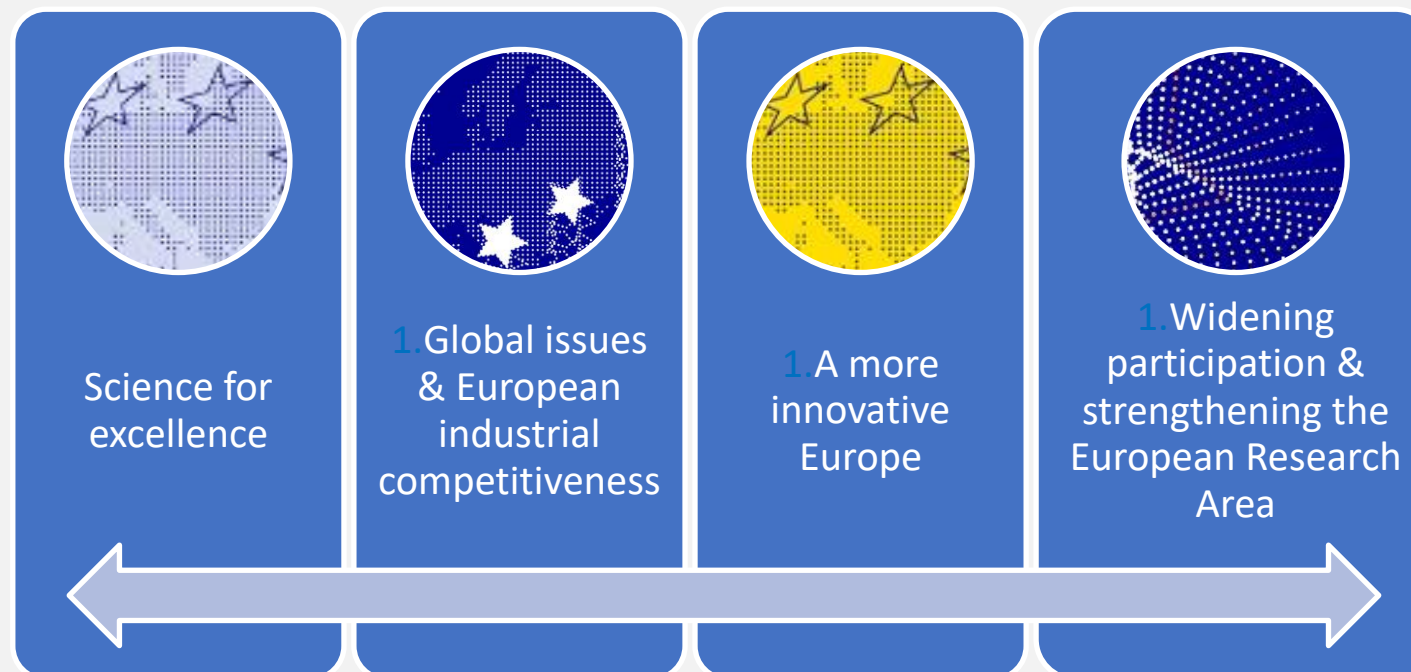 Science for
excellence
1.Global issues
& European
industrial
competitiveness
1.A more
innovative
Europe
1.Widening
participation &
strengthening the
European Research
Area